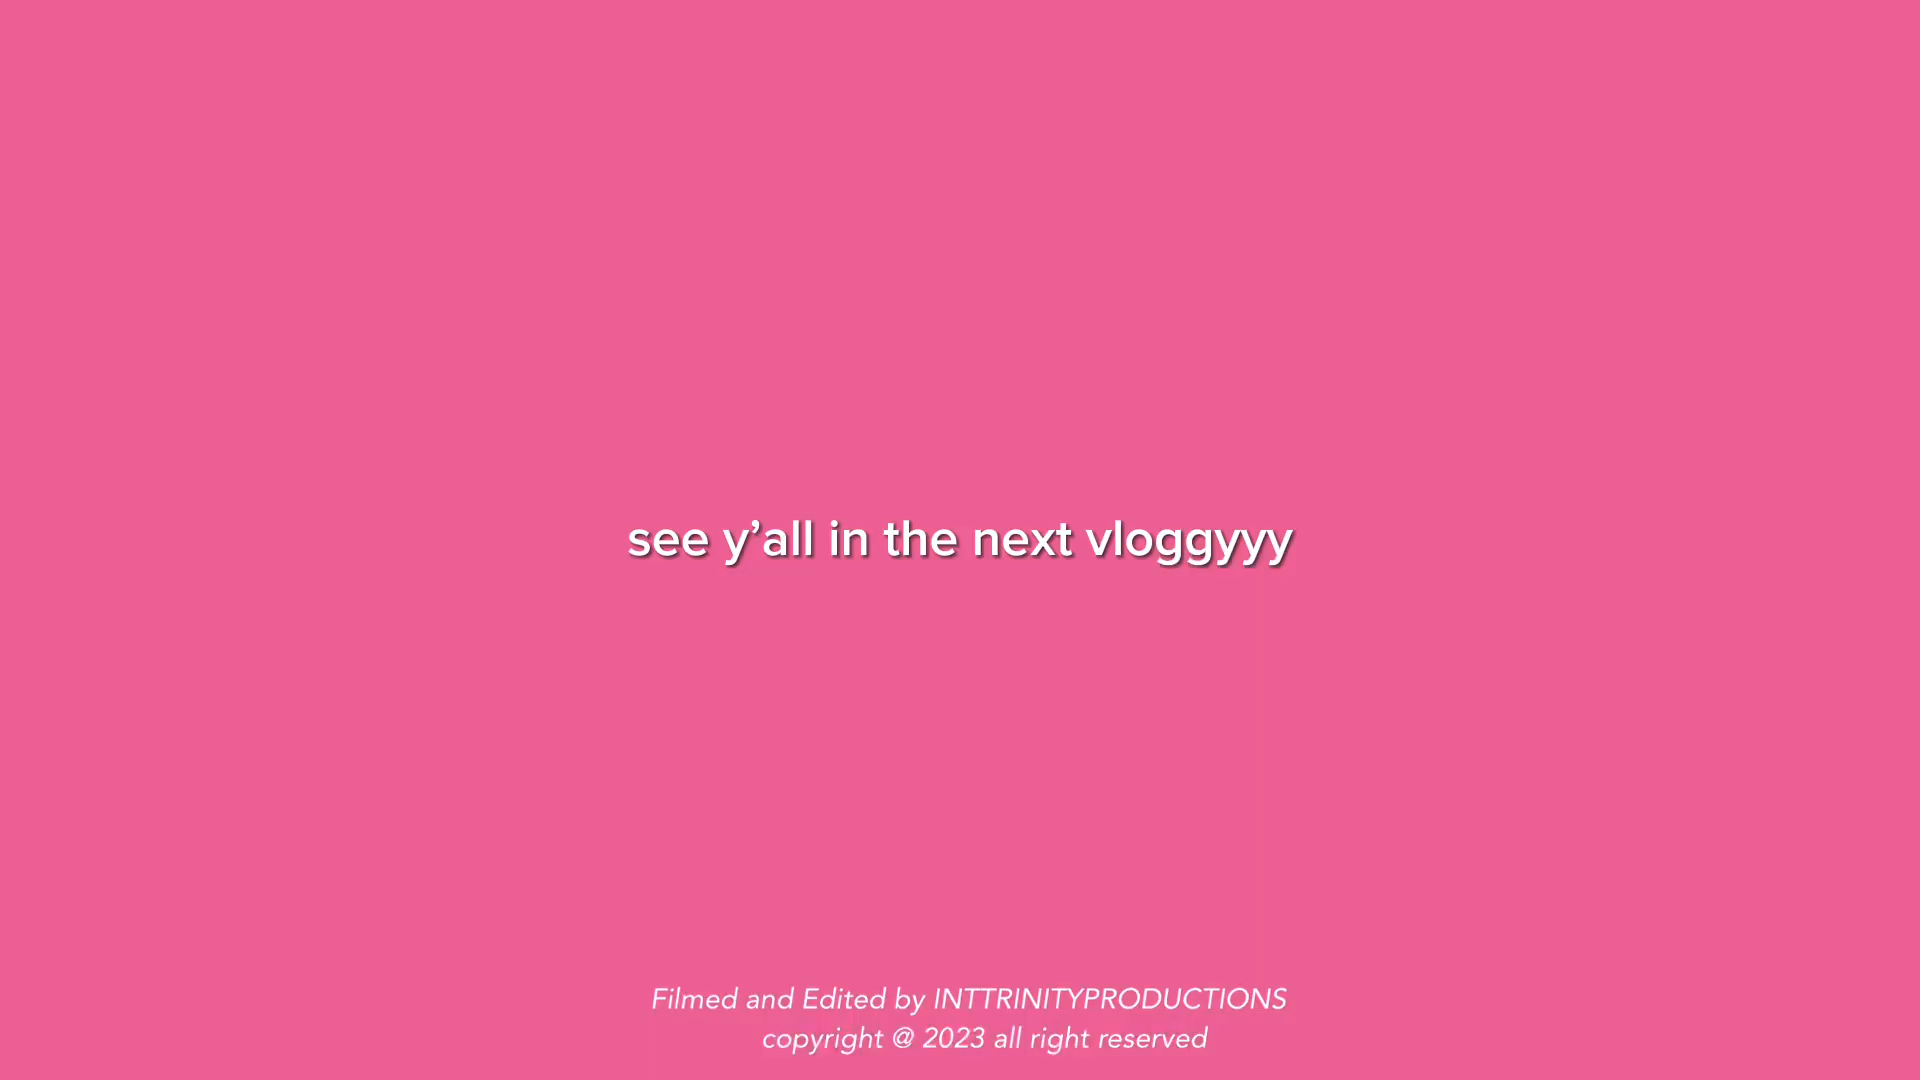 see y’all in the next vloggyyy
Filmed and Edited by INTTRINITYPRODUCTIONS
copyright @ 2023 all right reserved